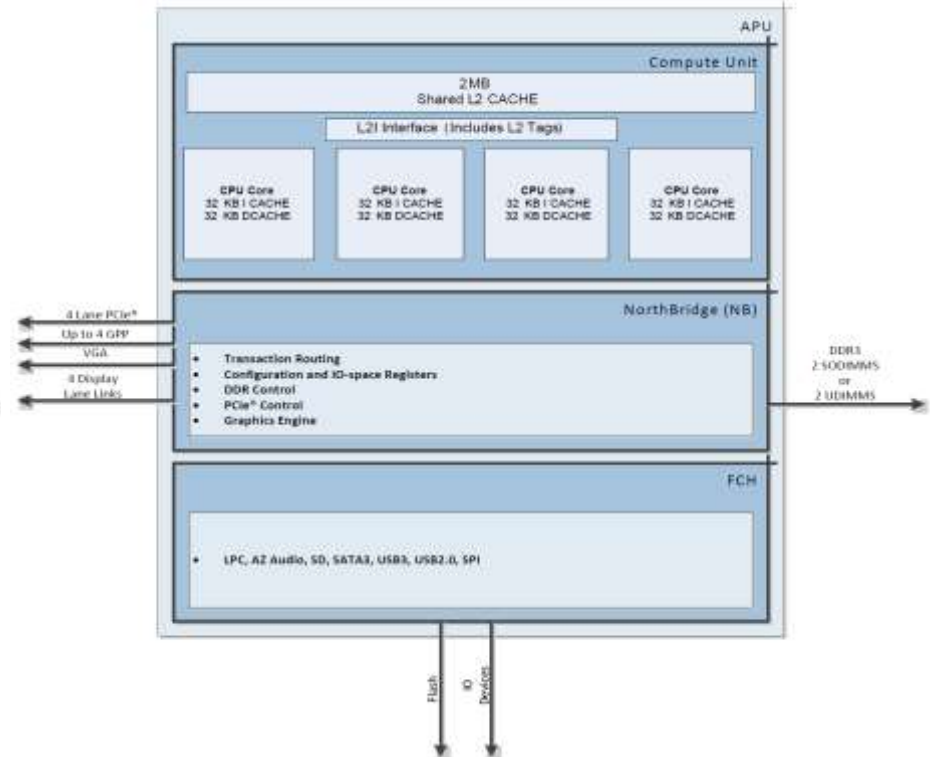 APU
Compute Unit
2MB
Shared L2 CACHE
L2I Interface (Includes L2 Tags)
CPU Core
32 KB I CACHE
32 KB DCACHE
CPU Core
32 KB I CACHE
32 KB DCACHE
CPU Core
32 KB I CACHE
32 KB DCACHE
CPU Core
32 KB I CACHE
32 KB DCACHE
NorthBridge (NB)
4 Lane PCIe®
Up to 4 GPP
VGA
Display
Lane Links
• Transaction Routing
• Configuration and IO-space Registers
• DDR Control
• PCIe® Control
• Graphics Engine
DDR3
2 SODIMMS
or
2 UDIMMS
FCH
• LPC, AZ Audio, SD, SATA3, USB3, USB2.0, SPI
Flash
IO
Devices